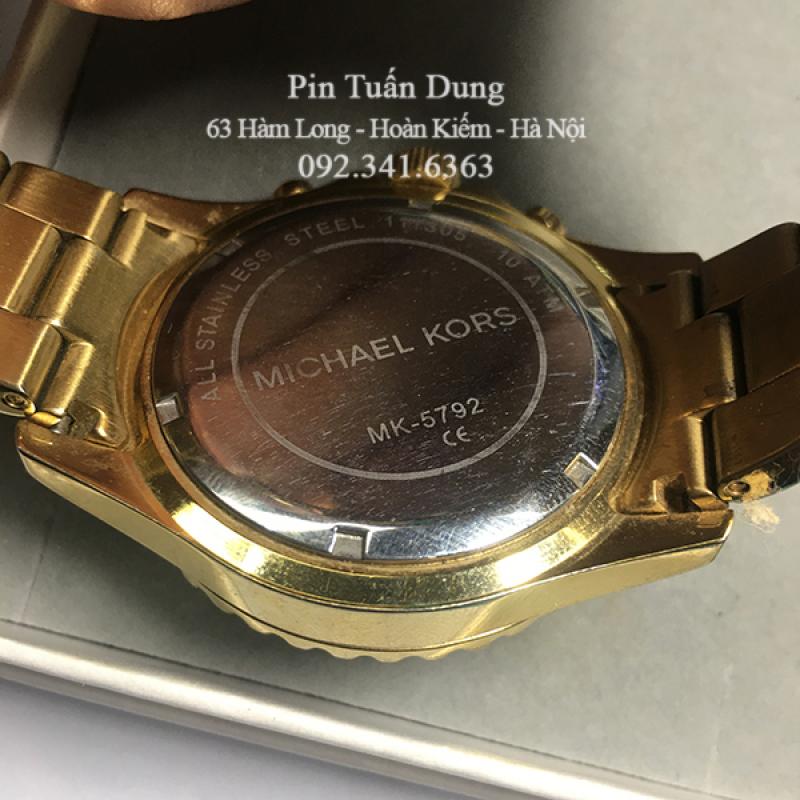 Pin Tuấn Dung
63 Hàm Long - Hoàn Kiếm - Hà Nội
092.341.6363
ALL STAINLESS STEEL 111305 10 ATM
MICHAEL KORS
MK-5792
CE